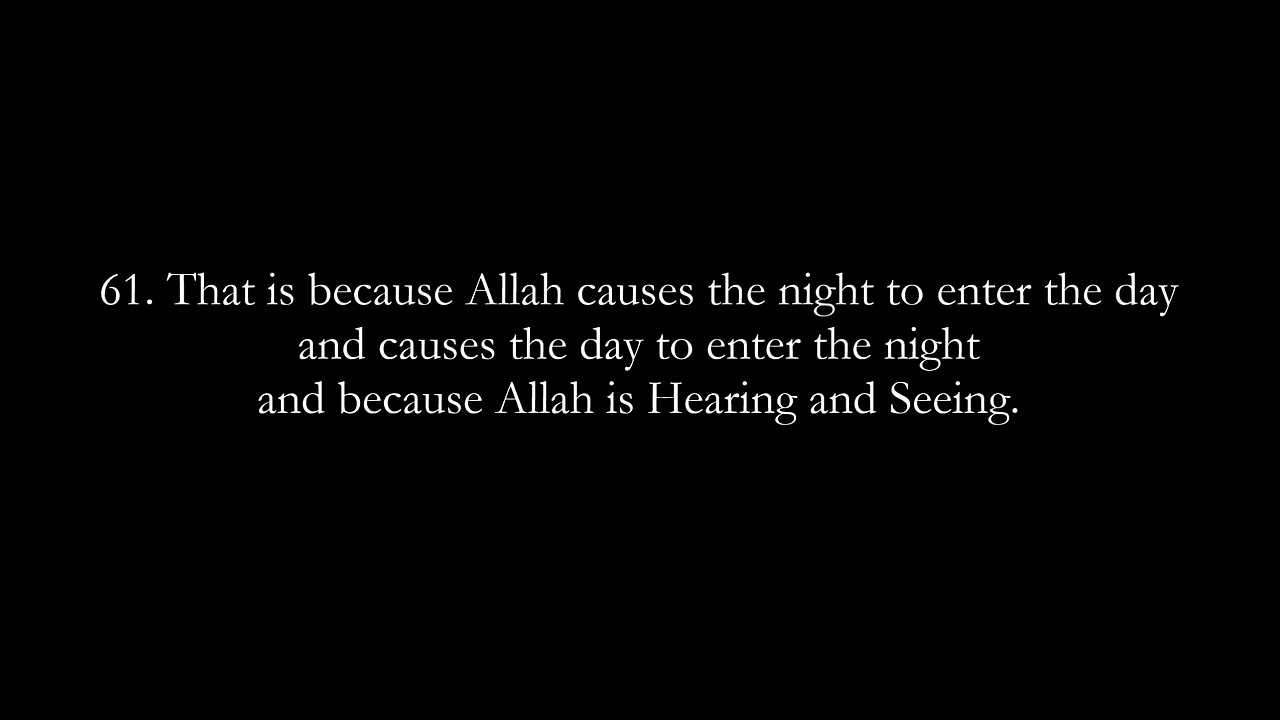 61. That is because Allah causes the night to enter the day
and causes the day to enter the night
and because Allah is Hearing and Seeing.